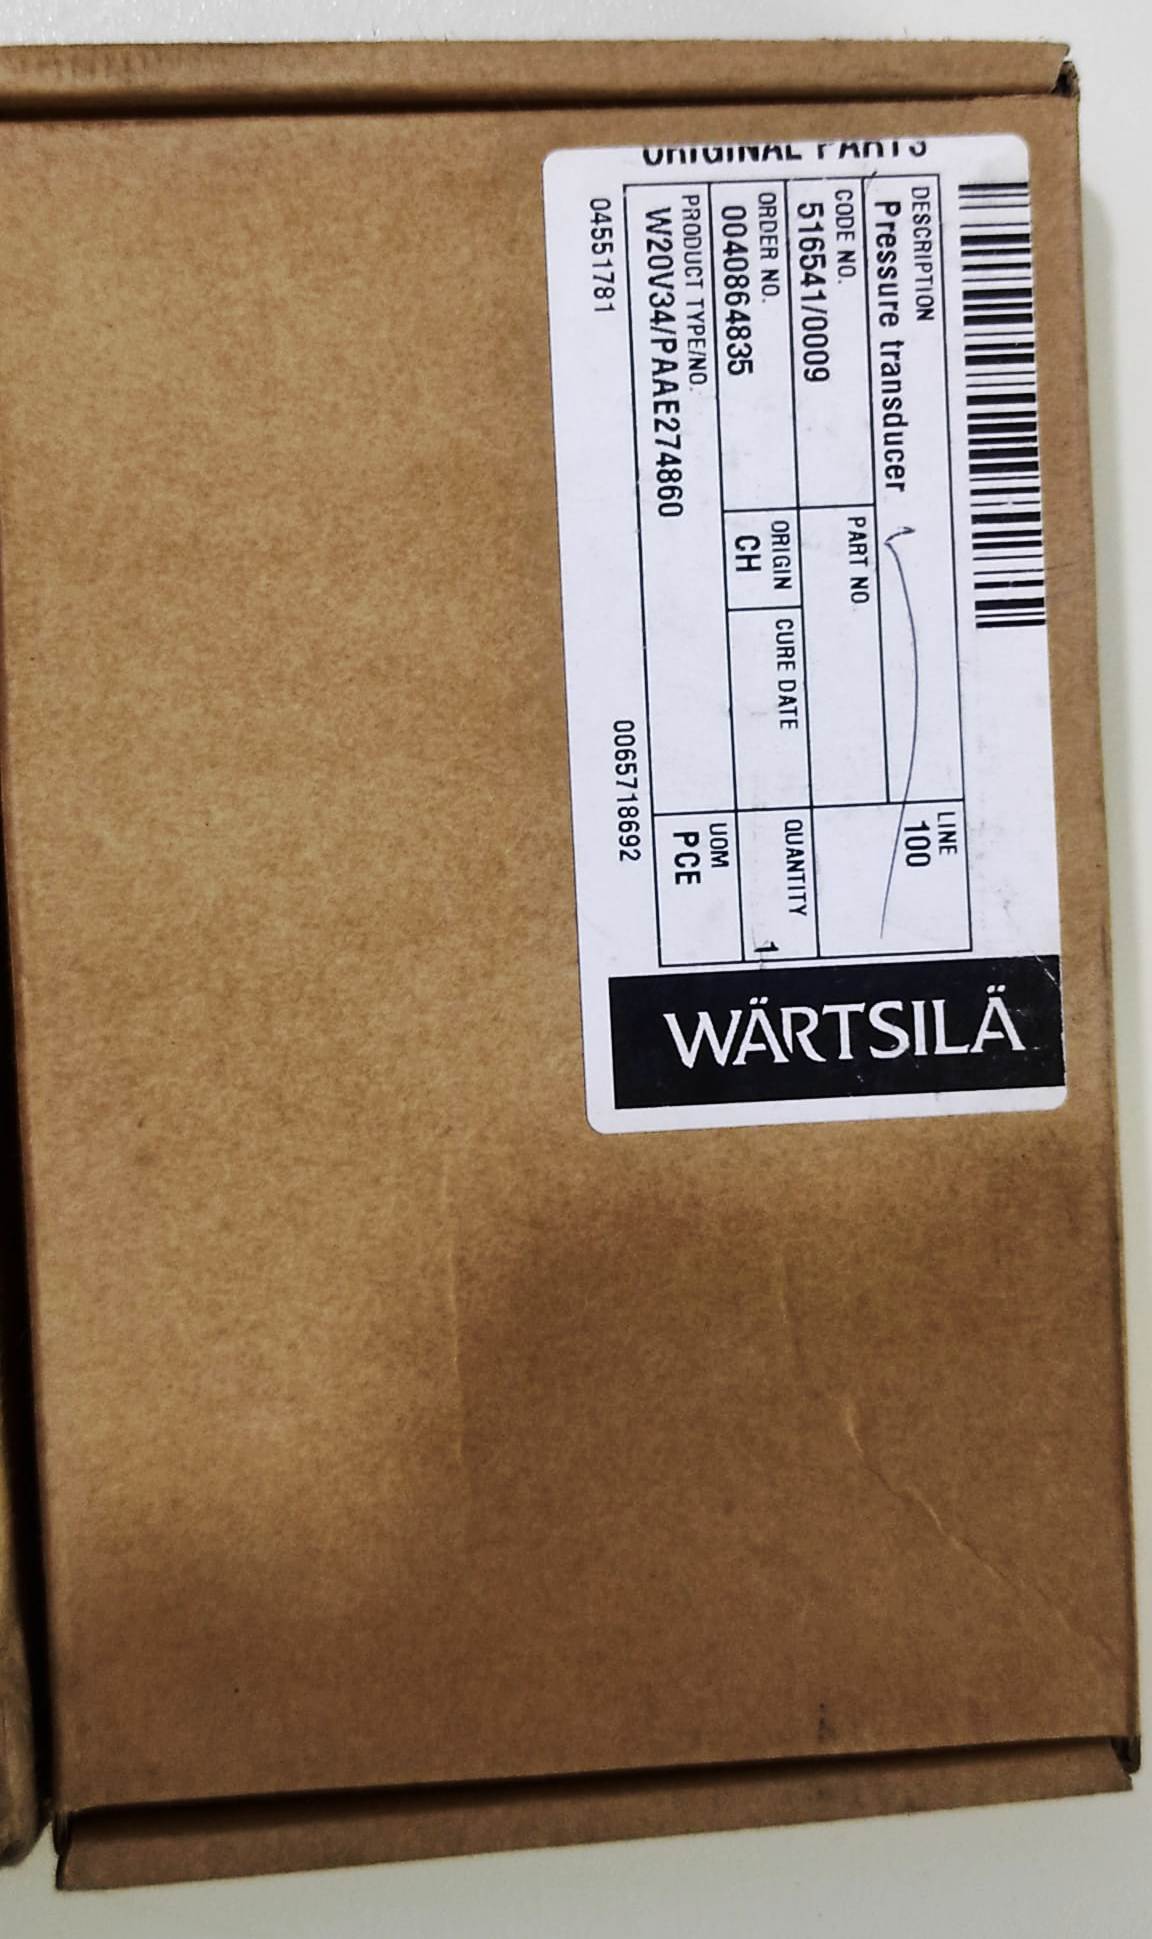 ORIGINAL PARTS
DESCRIPTION
Pressure transducer
LINE
100
CODE NO.
516541/0009
PART NO.
ORDER NO.
0040864835
ORIGIN
CH
CURE DATE
QUANTITY
1
PRODUCT TYPE/NO.
W20V34/PAAE274860
UOM
PCE
04551781
0065718692
WÄRTSILÄ